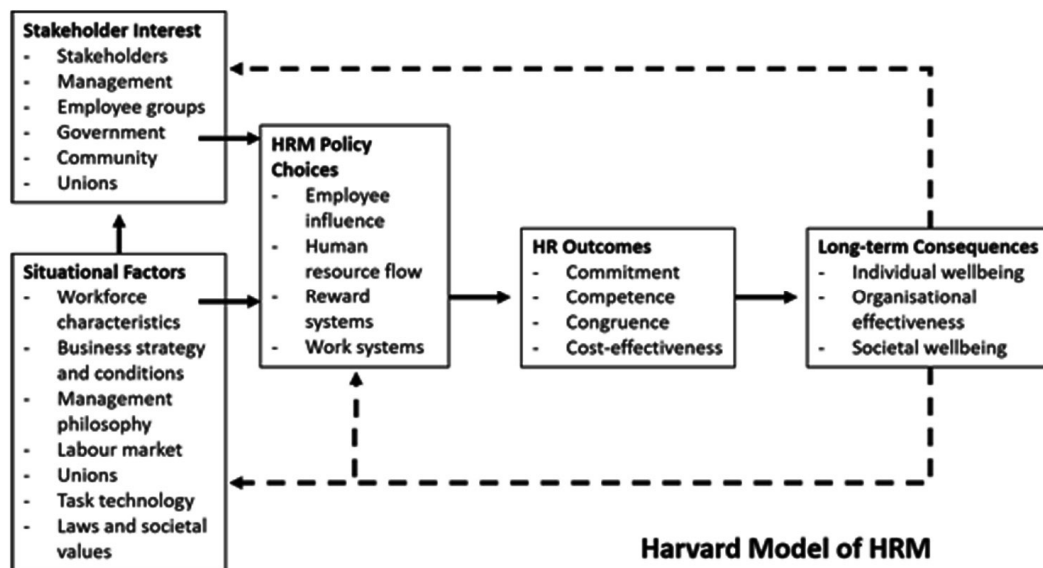 Stakeholder Interest
- Stakeholders
- Management
- Employee groups
- Government
- Community
- Unions
Situational Factors
- Workforce
characteristics
- Business strategy
and conditions
- Management
philosophy
- Labour market
- Unions
- Task technology
- Laws and societal
values
HRM Policy
Choices
- Employee
influence
- Human
resource flow
- Reward
systems
- Work systems
HR Outcomes
- Commitment
- Competence
- Congruence
- Cost-effectiveness
Long-term Consequences
- Individual wellbeing
- Organisational
effectiveness
- Societal wellbeing
Harvard Model of HRM